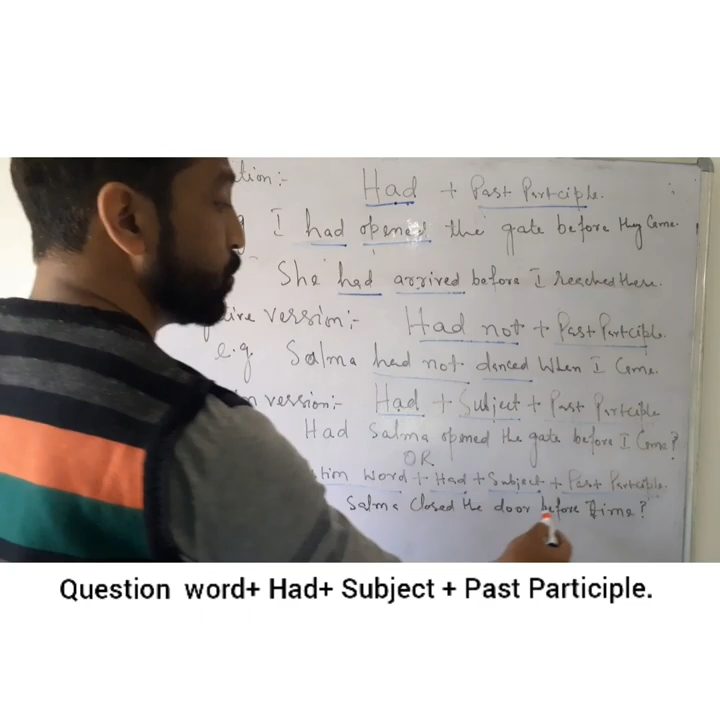 tion:- Had + Past Participle.
I had opened the gate before they Came.
She had arrived before I reached there.
tive version:- Had not + Past Participle.
e.g. Salma had not danced when I Came.
n version:- Had + Subject + Past Participle
Had Salma opened the gate before I Came?
OR
tion word + Had + Subject + Past Participle.
Salma closed the door before time?
Question word+ Had+ Subject + Past Participle.